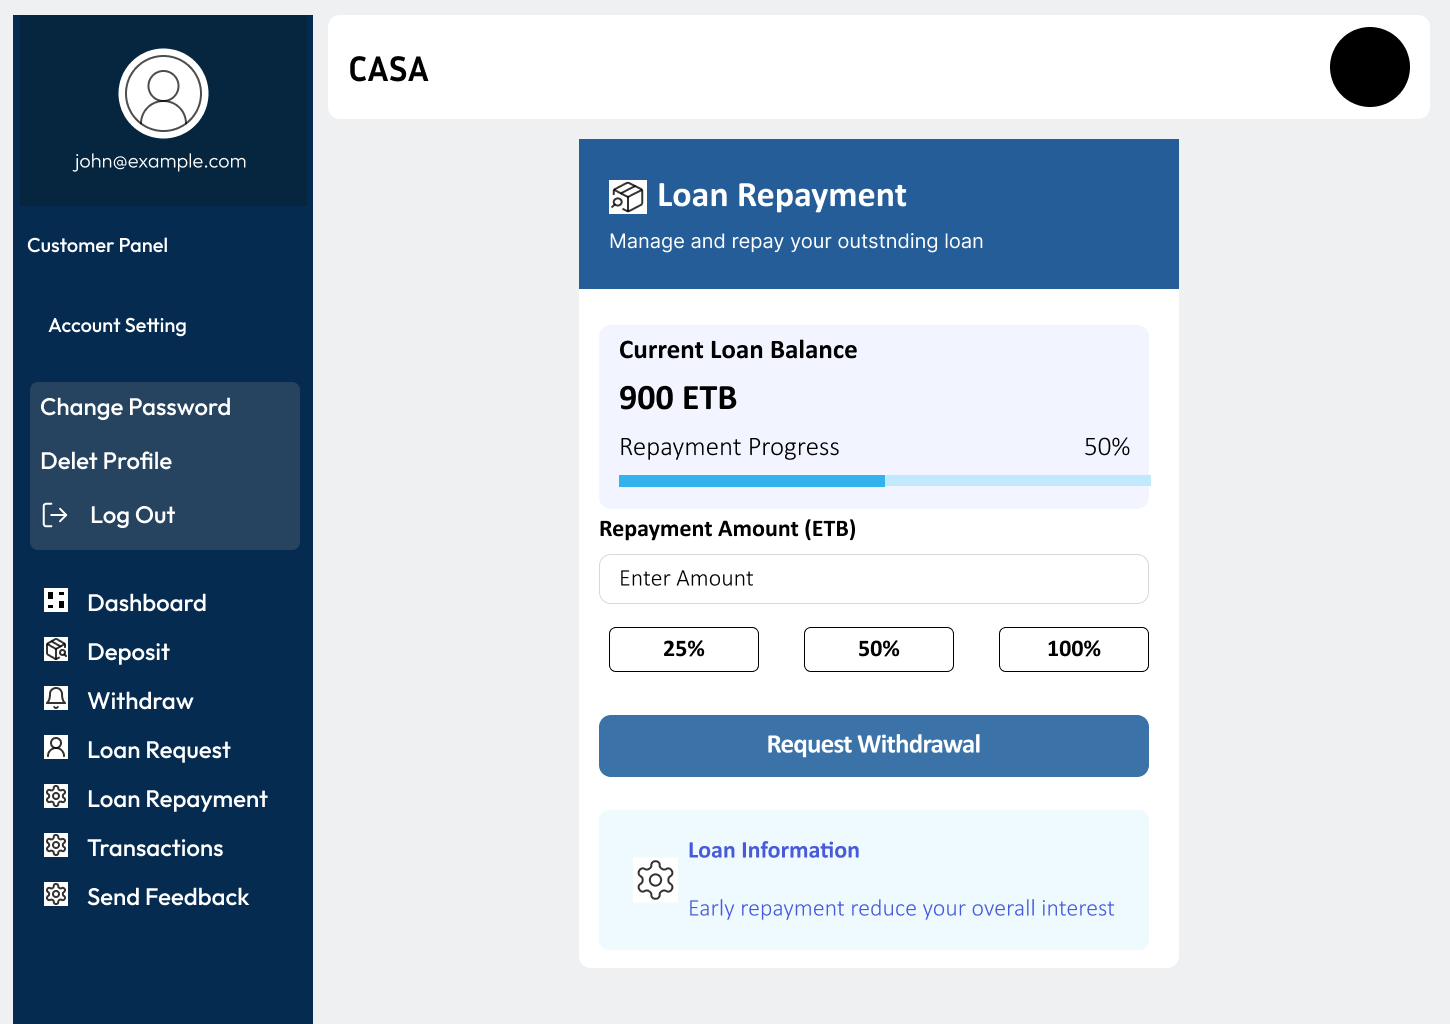 john@example.com
Customer Panel
Account Setting
Change Password
Delet Profile
Log Out
Dashboard
Deposit
Withdraw
Loan Request
Loan Repayment
Transactions
Send Feedback
CASA
Loan Repayment
Manage and repay your outstnding loan
Current Loan Balance
900 ETB
Repayment Progress 50%
Repayment Amount (ETB)
Enter Amount
25% 50% 100%
Request Withdrawal
Loan Information
Early repayment reduce your overall interest